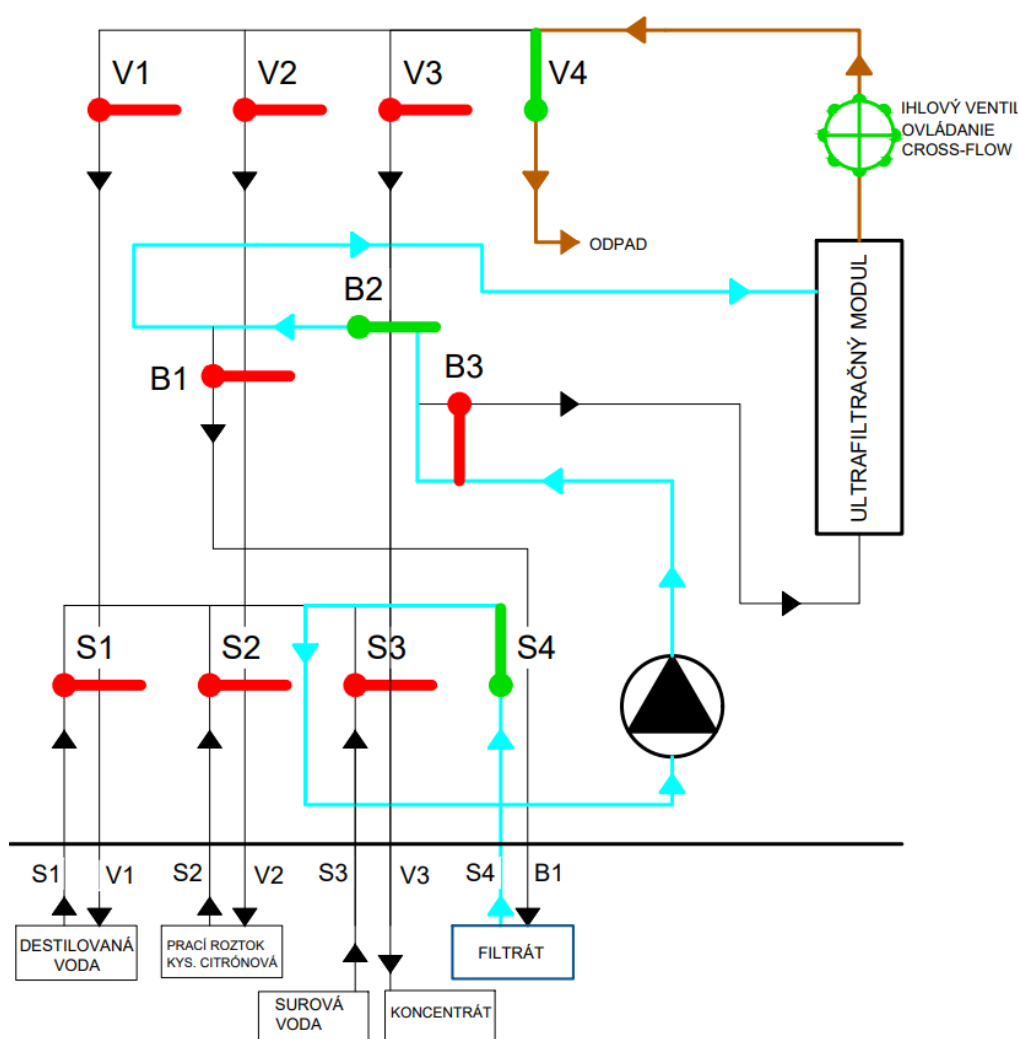 V1
V2
V3
V4
IHLOVÝ VENTIL
OVLÁDANIE
CROSS-FLOW
ODPAD
B2
B1
B3
ULTRAFILTRAČNÝ MODUL
S1
S2
S3
S4
S1
V1
S2
V2
S3
V3
S4
B1
DESTILOVANÁ
VODA
PRACÍ ROZTOK
KYS. CITRÓNOVÁ
FILTRÁT
SUROVÁ
VODA
KONCENTRÁT